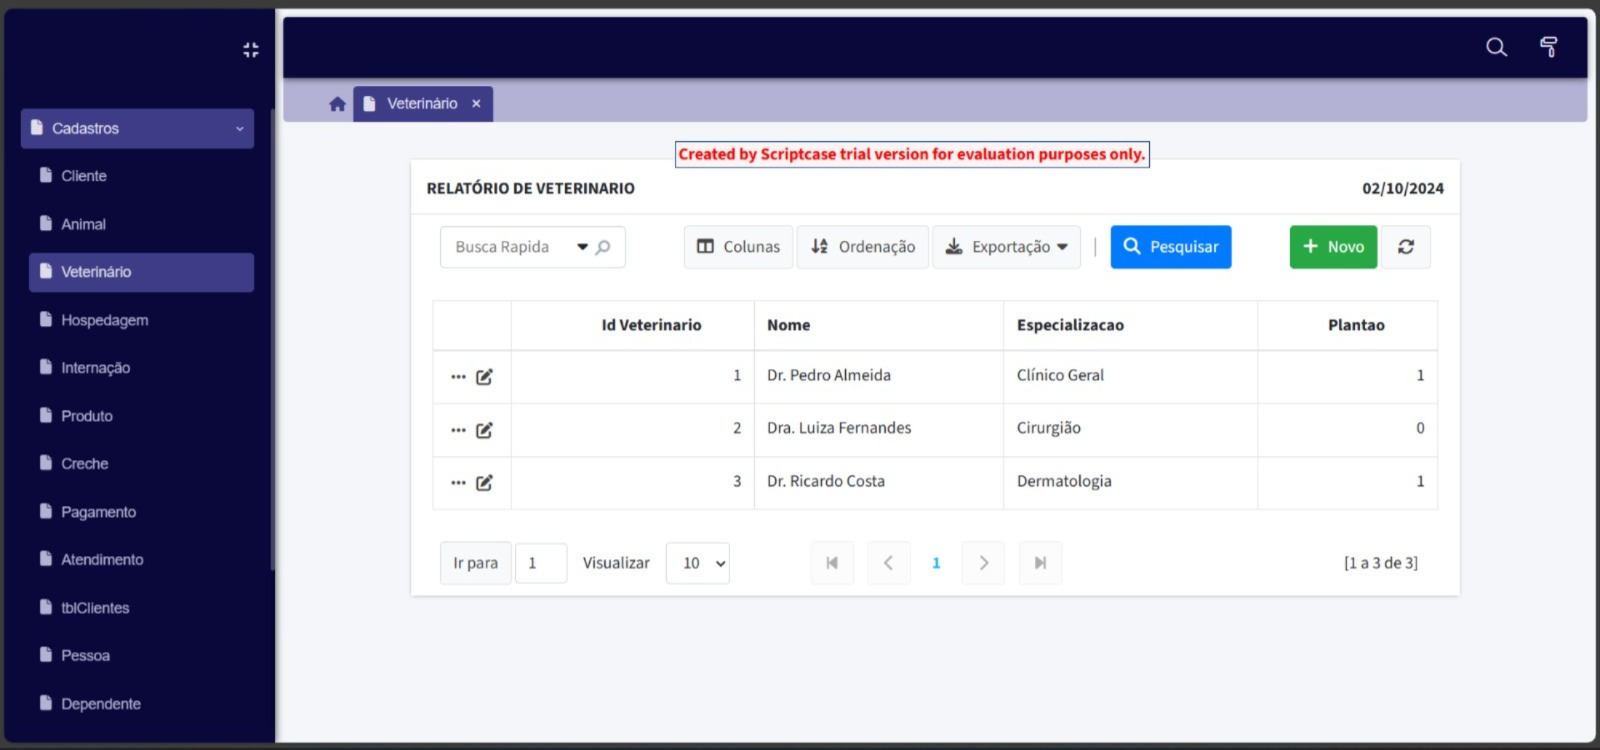 Cadastros
Cliente
Animal
Veterinário
Hospedagem
Internação
Produto
Creche
Pagamento
Atendimento
tblClientes
Pessoa
Dependente
Veterinário ×
Created by Scriptcase trial version for evaluation purposes only.
RELATÓRIO DE VETERINARIO 02/10/2024
Busca Rapida Colunas Ordenação Exportação | Pesquisar + Novo
Id Veterinario Nome Especializacao Plantao
1 Dr. Pedro Almeida Clínico Geral 1
2 Dra. Luiza Fernandes Cirurgião 0
3 Dr. Ricardo Costa Dermatologia 1
Ir para 1 Visualizar 10 1 [1 a 3 de 3]